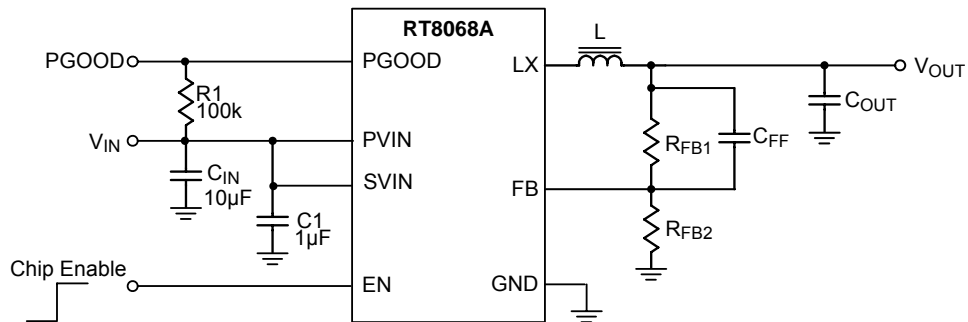 RT8068A
PGOOD
PGOOD
LX
L
V_OUT
R1
100k
C_OUT
V_IN
PVIN
R_FB1
C_FF
C_IN
10µF
SVIN
FB
C1
1µF
R_FB2
Chip Enable
EN
GND